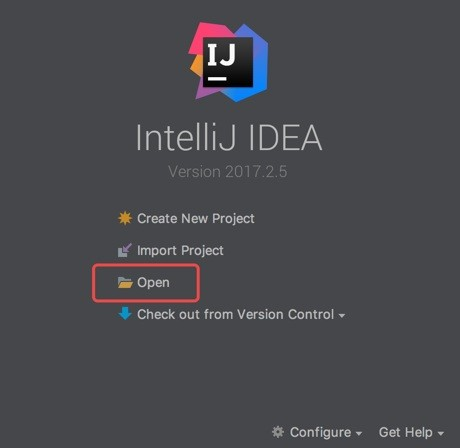 IJ
IntelliJ IDEA
Version 2017.2.5
Create New Project
Import Project
Open
Check out from Version Control
Configure Get Help